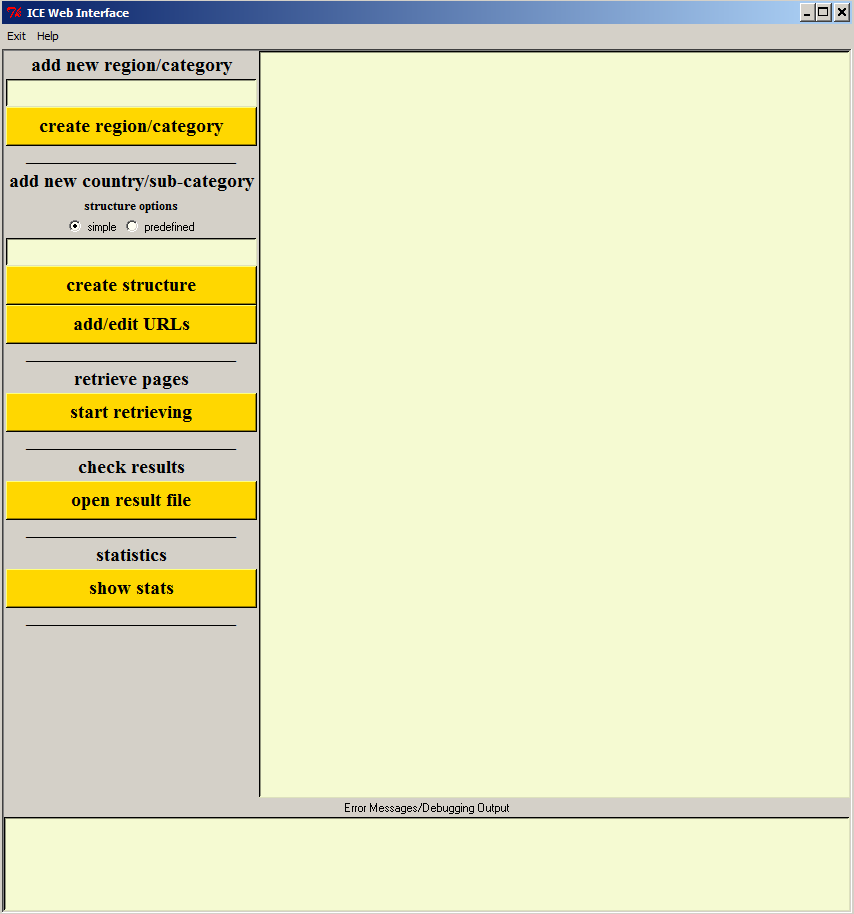 ICE Web Interface
Exit Help
add new region/category
create region/category
add new country/sub-category
structure options
simple predefined
create structure
add/edit URLs
retrieve pages
start retrieving
check results
open result file
statistics
show stats
Error Messages/Debugging Output